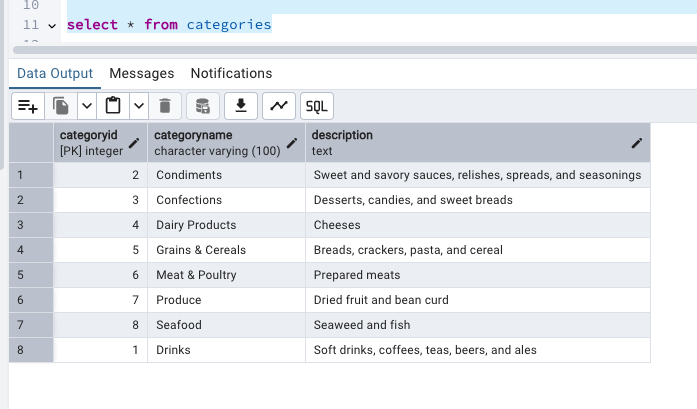 10
11 select * from categories
Data Output Messages Notifications
SQL
categoryid categoryname description
[PK] integer character varying (100) text
1 2 Condiments Sweet and savory sauces, relishes, spreads, and seasonings
2 3 Confections Desserts, candies, and sweet breads
3 4 Dairy Products Cheeses
4 5 Grains & Cereals Breads, crackers, pasta, and cereal
5 6 Meat & Poultry Prepared meats
6 7 Produce Dried fruit and bean curd
7 8 Seafood Seaweed and fish
8 1 Drinks Soft drinks, coffees, teas, beers, and ales